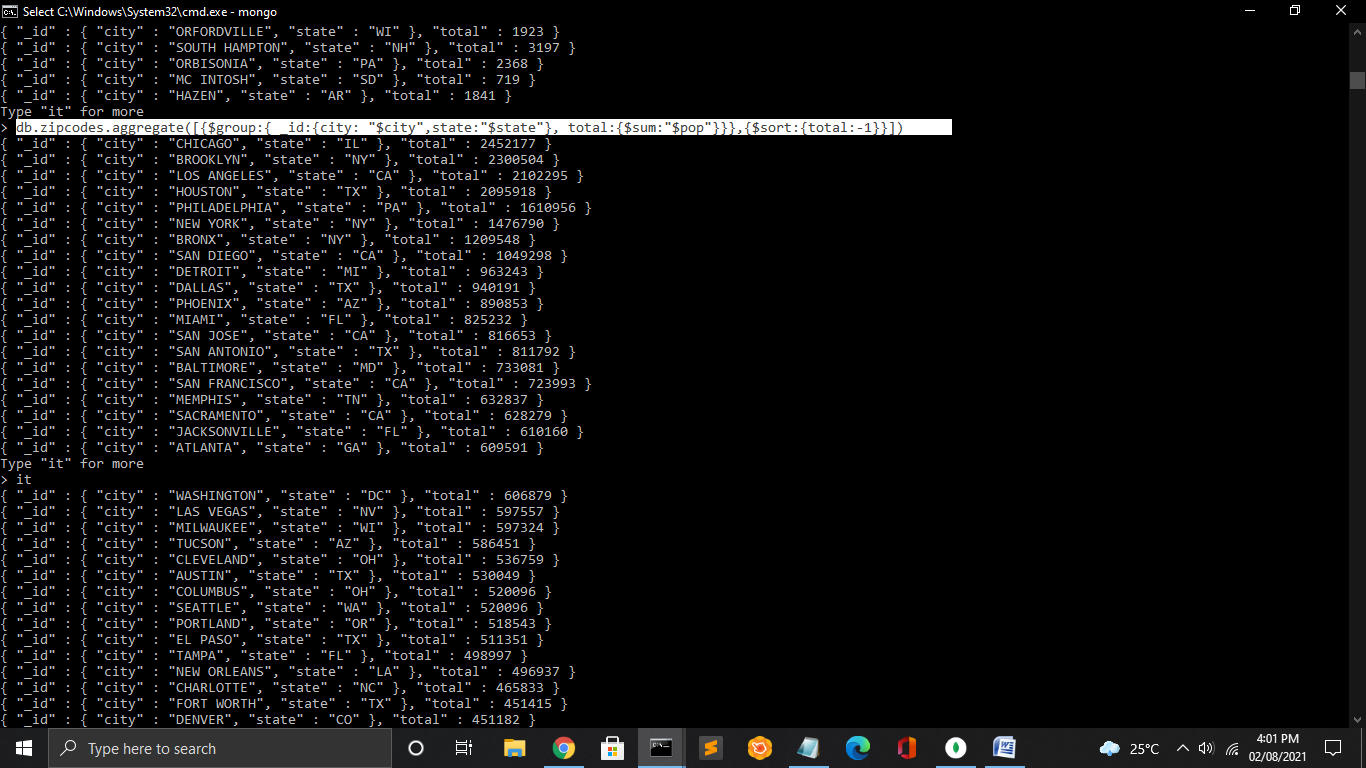 Select C:\Windows\System32\cmd.exe - mongo
{ "_id" : { "city" : "ORFORDVILLE", "state" : "WI" }, "total" : 1923 }
{ "_id" : { "city" : "SOUTH HAMPTON", "state" : "NH" }, "total" : 3197 }
{ "_id" : { "city" : "ORBISONIA", "state" : "PA" }, "total" : 2368 }
{ "_id" : { "city" : "MC INTOSH", "state" : "SD" }, "total" : 719 }
{ "_id" : { "city" : "HAZEN", "state" : "AR" }, "total" : 1841 }
Type "it" for more
> db.zipcodes.aggregate([{$group:{ _id:{city: "$city",state:"$state"}, total:{$sum:"$pop"}}},{$sort:{total:-1}}])
{ "_id" : { "city" : "CHICAGO", "state" : "IL" }, "total" : 2452177 }
{ "_id" : { "city" : "BROOKLYN", "state" : "NY" }, "total" : 2300504 }
{ "_id" : { "city" : "LOS ANGELES", "state" : "CA" }, "total" : 2102295 }
{ "_id" : { "city" : "HOUSTON", "state" : "TX" }, "total" : 2095918 }
{ "_id" : { "city" : "PHILADELPHIA", "state" : "PA" }, "total" : 1610956 }
{ "_id" : { "city" : "NEW YORK", "state" : "NY" }, "total" : 1476790 }
{ "_id" : { "city" : "BRONX", "state" : "NY" }, "total" : 1209548 }
{ "_id" : { "city" : "SAN DIEGO", "state" : "CA" }, "total" : 1049298 }
{ "_id" : { "city" : "DETROIT", "state" : "MI" }, "total" : 963243 }
{ "_id" : { "city" : "DALLAS", "state" : "TX" }, "total" : 940191 }
{ "_id" : { "city" : "PHOENIX", "state" : "AZ" }, "total" : 890853 }
{ "_id" : { "city" : "MIAMI", "state" : "FL" }, "total" : 825232 }
{ "_id" : { "city" : "SAN JOSE", "state" : "CA" }, "total" : 816653 }
{ "_id" : { "city" : "SAN ANTONIO", "state" : "TX" }, "total" : 811792 }
{ "_id" : { "city" : "BALTIMORE", "state" : "MD" }, "total" : 733081 }
{ "_id" : { "city" : "SAN FRANCISCO", "state" : "CA" }, "total" : 723993 }
{ "_id" : { "city" : "MEMPHIS", "state" : "TN" }, "total" : 632837 }
{ "_id" : { "city" : "SACRAMENTO", "state" : "CA" }, "total" : 628279 }
{ "_id" : { "city" : "JACKSONVILLE", "state" : "FL" }, "total" : 610160 }
{ "_id" : { "city" : "ATLANTA", "state" : "GA" }, "total" : 609591 }
Type "it" for more
> it
{ "_id" : { "city" : "WASHINGTON", "state" : "DC" }, "total" : 606879 }
{ "_id" : { "city" : "LAS VEGAS", "state" : "NV" }, "total" : 597557 }
{ "_id" : { "city" : "MILWAUKEE", "state" : "WI" }, "total" : 597324 }
{ "_id" : { "city" : "TUCSON", "state" : "AZ" }, "total" : 586451 }
{ "_id" : { "city" : "CLEVELAND", "state" : "OH" }, "total" : 536759 }
{ "_id" : { "city" : "AUSTIN", "state" : "TX" }, "total" : 530049 }
{ "_id" : { "city" : "COLUMBUS", "state" : "OH" }, "total" : 520096 }
{ "_id" : { "city" : "SEATTLE", "state" : "WA" }, "total" : 520096 }
{ "_id" : { "city" : "PORTLAND", "state" : "OR" }, "total" : 518543 }
{ "_id" : { "city" : "EL PASO", "state" : "TX" }, "total" : 511351 }
{ "_id" : { "city" : "TAMPA", "state" : "FL" }, "total" : 498997 }
{ "_id" : { "city" : "NEW ORLEANS", "state" : "LA" }, "total" : 496937 }
{ "_id" : { "city" : "CHARLOTTE", "state" : "NC" }, "total" : 465833 }
{ "_id" : { "city" : "FORT WORTH", "state" : "TX" }, "total" : 451415 }
{ "_id" : { "city" : "DENVER", "state" : "CO" }, "total" : 451182 }
Type here to search
25°C
4:01 PM
02/08/2021